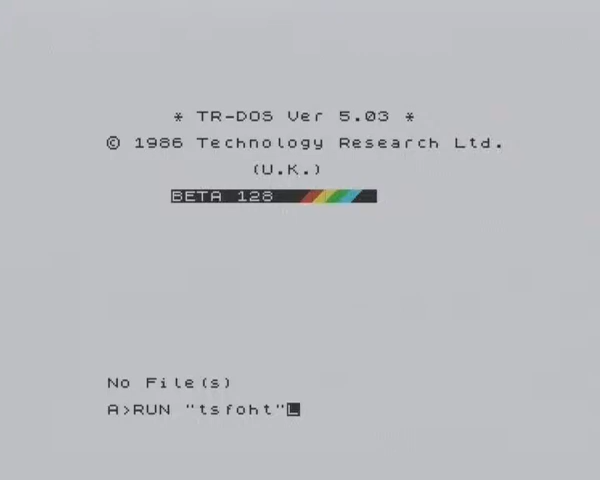 * TR-DOS Ver 5.03 *
© 1986 Technology Research Ltd.
(U.K.)
BETA 128
No File(s)
A>RUN "tsfoht"L